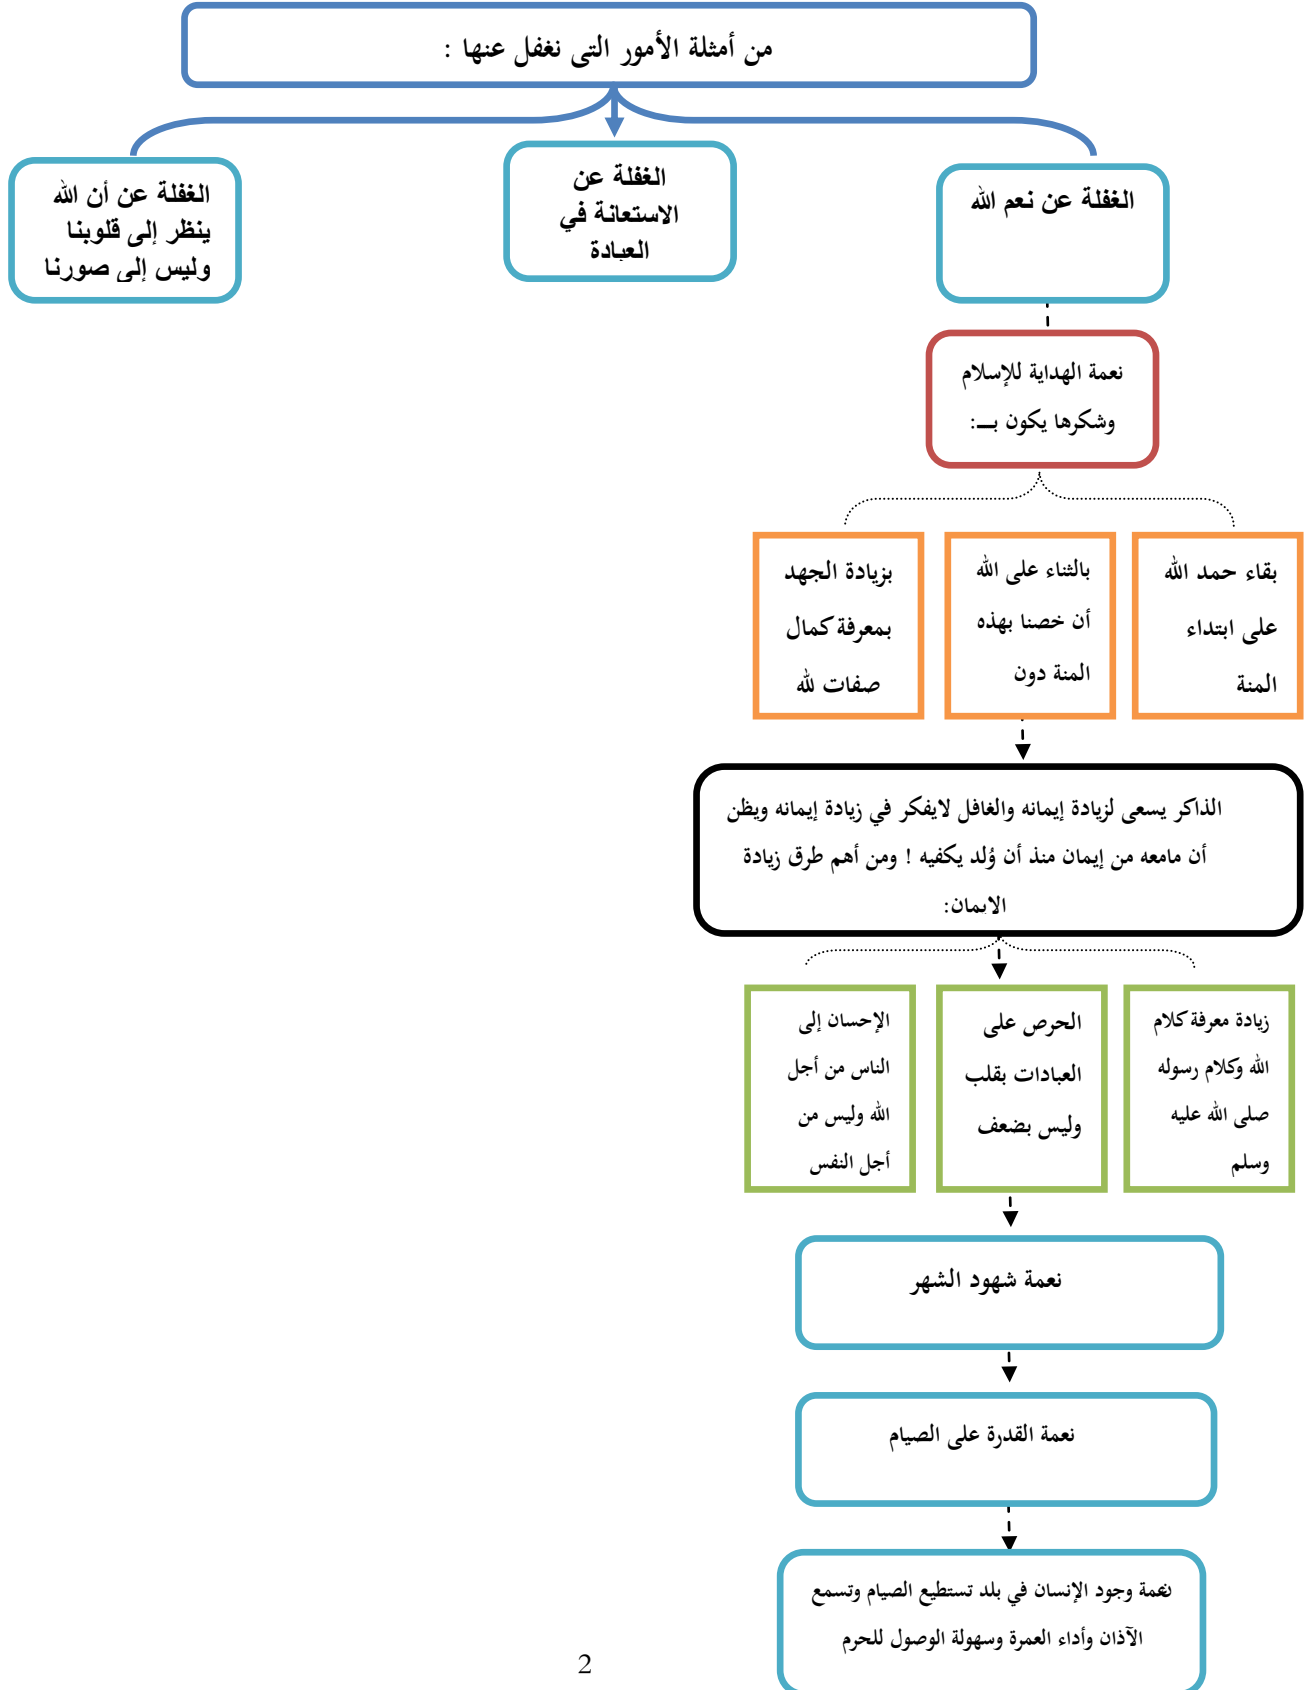 من أمثلة الأمور التى نغفل عنها :
الغفلة عن نعم الله
الغفلة عن
الاستعانة في
العبادة
الغفلة عن أن الله
ينظر إلى قلوبنا
وليس إلى صورنا
نعمة الهداية للإسلام
وشكرها يكون بـــ:
بقاء حمد الله
على ابتداء
المنة
بالثناء على الله
أن خصنا بهذه
المنة دون
بزيادة الجهد
بمعرفة كمال
صفات لله
الذاكر يسعى لزيادة إيمانه والغافل لايفكر في زيادة إيمانه ويظن
أن مامعه من إيمان منذ أن وُلد يكفيه ! ومن أهم طرق زيادة
الايمان:
زيادة معرفة كلام
الله وكلام رسوله
صلى الله عليه
وسلم
الحرص على
العبادات بقلب
وليس بضعف
الإحسان إلى
الناس من أجل
الله وليس من
أجل النفس
نعمة شهود الشهر
نعمة القدرة على الصيام
نعمة وجود الإنسان في بلد تستطيع الصيام وتسمع
الآذان وأداء العمرة وسهولة الوصول للحرم
2